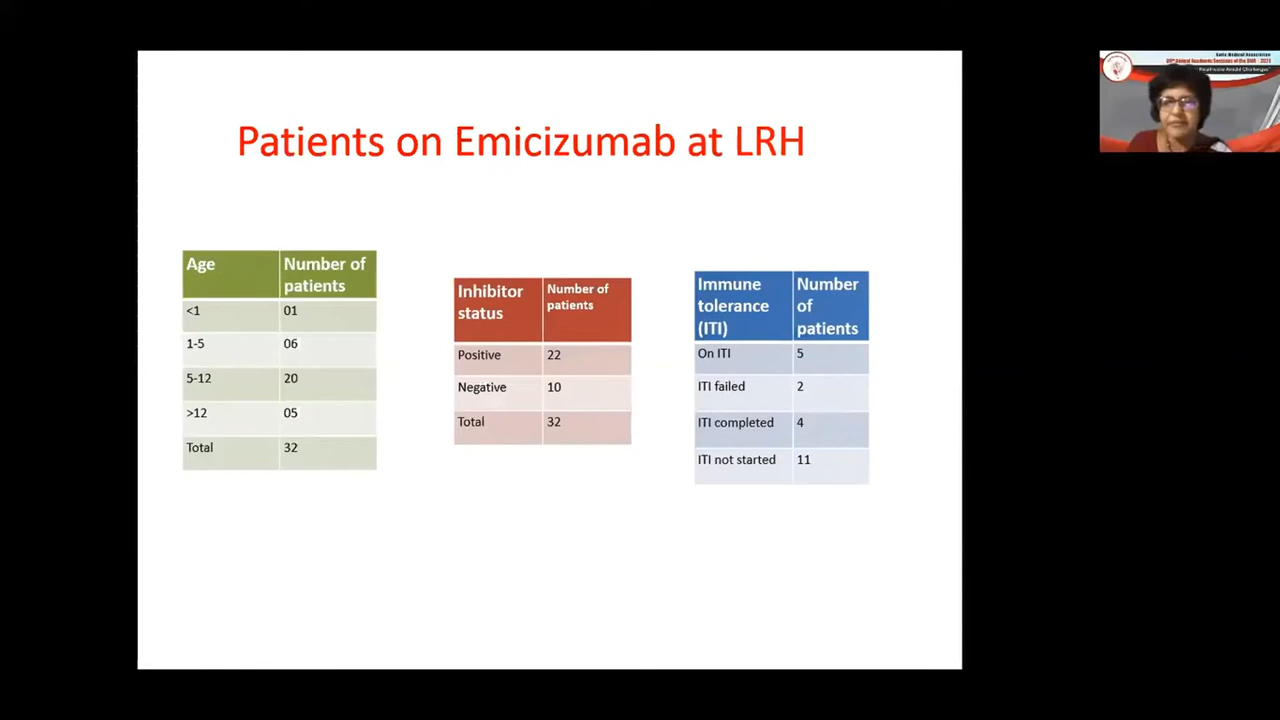 Patients on Emicizumab at LRH
Age Number of patients
<1 01
1-5 06
5-12 20
>12 05
Total 32
Inhibitor status Number of patients
Positive 22
Negative 10
Total 32
Immune tolerance (ITI) Number of patients
On ITI 5
ITI failed 2
ITI completed 4
ITI not started 11